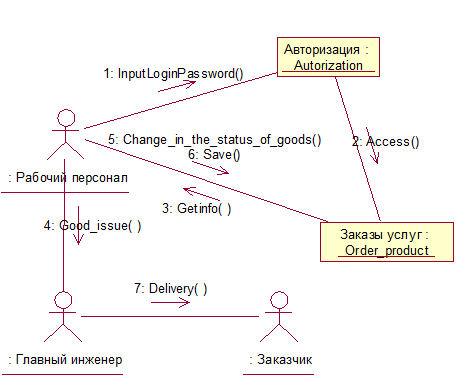 Авторизация :
Autorization
1: InputLoginPassword()
5: Change_in_the_status_of_goods()
2: Access()
6: Save()
: Рабочий персонал
3: Getinfo( )
4: Good_issue( )
Заказы услуг :
Order_product
7: Delivery( )
: Главный инженер
: Заказчик